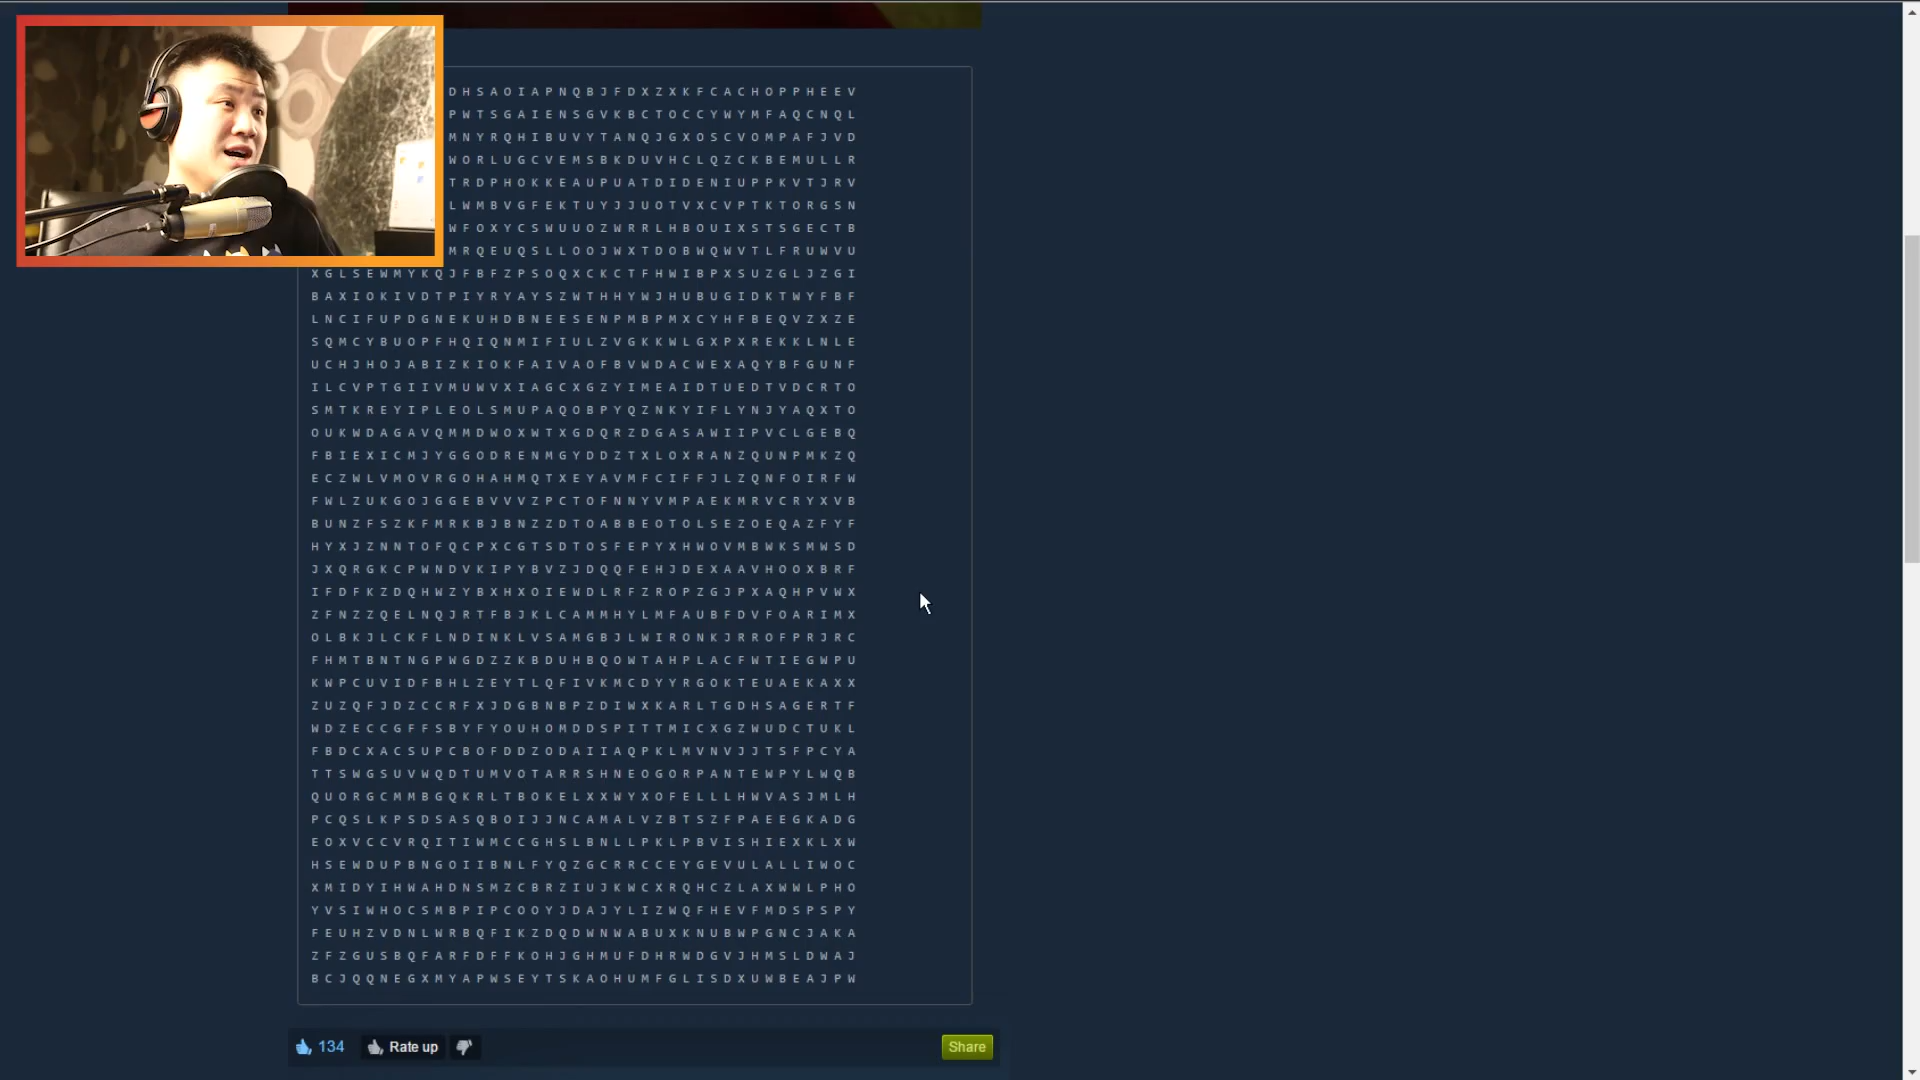 D H S A O I A P N Q B J F D X Z X K F C A C H O P P H E E V
P W T S G A I E N S G V K B C T O C C Y W Y M F A Q C N Q L
M N Y R Q H I B U V Y T A N Q J G X O S C V O M P A F J V D
W O R L U G C V E M S B K D U V H C L Q Z C K B E M U L L R
T R D P H O K K E A U P U A T D I D E N I U P P K V T J R V
L W M B V G F E K T U Y J J U O T V X C V P T K T O R G S N
W F O X Y C S W U U O Z W R R L H B O U I X S T S G E C T B
M R Q E U Q S L L O O J W X T D O B W Q W V T L F R U W V U
X G L S E W M Y K Q J F B F Z P S O Q X C K C T F H W I B P X S U Z G L J Z G I
B A X I O K I V D T P I Y R Y A Y S Z W T H H Y W J H U B U G I D K T W Y F B F
L N C I F U P D G N E K U H D B N E E S E N P M B P M X C Y H F B E Q V Z X Z E
S Q M C Y B U O P F H Q I Q N M I F I U L Z V G K K W L G X P X R E K K L N L E
U C H J H O J A B I Z K I O K F A I V A O F B V W D A C W E X A Q Y B F G U N F
I L C V P T G I I V M U W V X I A G C X G Z Y I M E A I D T U E D T V D C R T O
S M T K R E Y I P L E O L S M U P A Q O B P Y Q Z N K Y I F L Y N J Y A Q X T O
O U K W D A G A V Q M M D W O X W T X G D Q R Z D G A S A W I I P V C L G E B Q
F B I E X I C M J Y G G O D R E N M G Y D D Z T X L O X R A N Z Q U N P M K Z Q
E C Z W L V M O V R G O H A H M Q T X E Y A V M F C I F F J L Z Q N F O I R F W
F W L Z U K G O J G G E B V V V Z P C T O F N N Y V M P A E K M R V C R Y X V B
B U N Z F S Z K F M R K B J B N Z Z D T O A B B E O T O L S E Z O E Q A Z F Y F
H Y X J Z N N T O F Q C P X C G T S D T O S F E P Y X H W O V M B W K S M W S D
J X Q R G K C P W N D V K I P Y B V Z J D Q Q F E H J D E X A A V H O O X B R F
I F D F K Z D Q H W Z Y B X H X O I E W D L R F Z R O P Z G J P X A Q H P V W X
Z F N Z Z Q E L N Q J R T F B J K L C A M M H Y L M F A U B F D V F O A R I M X
O L B K J L C K F L N D I N K L V S A M G B J L W I R O N K J R R O F P R J R C
F H M T B N T N G P W G D Z Z K B D U H B Q O W T A H P L A C F W T I E G W P U
K W P C U V I D F B H L Z E Y T L Q F I V K M C D Y Y R G O K T E U A E K A X X
Z U Z Q F J D Z C C R F X J D G B N B P Z D I W X K A R L T G D H S A G E R T F
W D Z E C C G F F S B Y F Y O U H O M D D S P I T T M I C X G Z W U D C T U K L
F B D C X A C S U P C B O F D D Z O D A I I A Q P K L M V N V J J T S F P C Y A
T T S W G S U V W Q D T U M V O T A R R S H N E O G O R P A N T E W P Y L W Q B
Q U O R G C M M B G Q K R L T B O K E L X X W Y X O F E L L L H W V A S J M L H
P C Q S L K P S D S A S Q B O I J J N C A M A L V Z B T S Z F P A E E G K A D G
E O X V C C V R Q I T I W M C C G H S L B N L L P K L P B V I S H I E X K L X W
H S E W D U P B N G O I I B N L F Y Q Z G C R R C C E Y G E V U L A L L I W O C
X M I D Y I H W A H D N S M Z C B R Z I U J K W C X R Q H C Z L A X W W L P H O
Y V S I W H O C S M B P I P C O O Y J D A J Y L I Z W Q F H E V F M D S P S P Y
F E U H Z V D N L W R B Q F I K Z D Q D W N W A B U X K N U B W P G N C J A K A
Z F Z G U S B Q F A R F D F F K O H J G H M U F D H R W D G V J H M S L D W A J
B C J Q Q N E G X M Y A P W S E Y T S K A O H U M F G L I S D X U W B E A J P W
134 Rate up Share